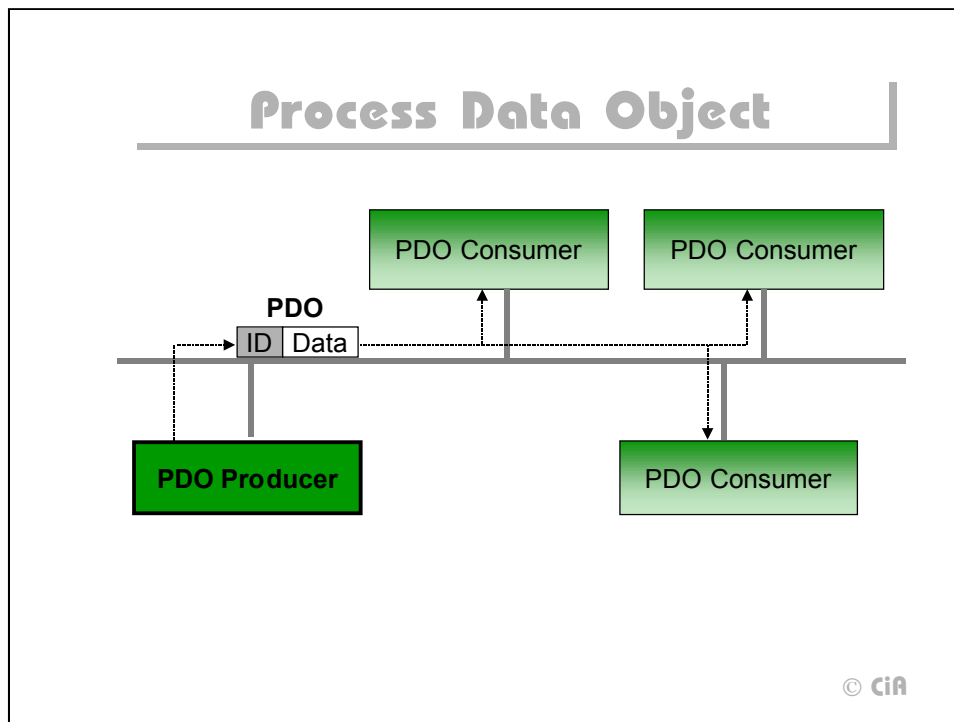 Process Data Object
PDO Consumer
PDO Consumer
PDO
ID Data
PDO Producer
PDO Consumer
© CiA